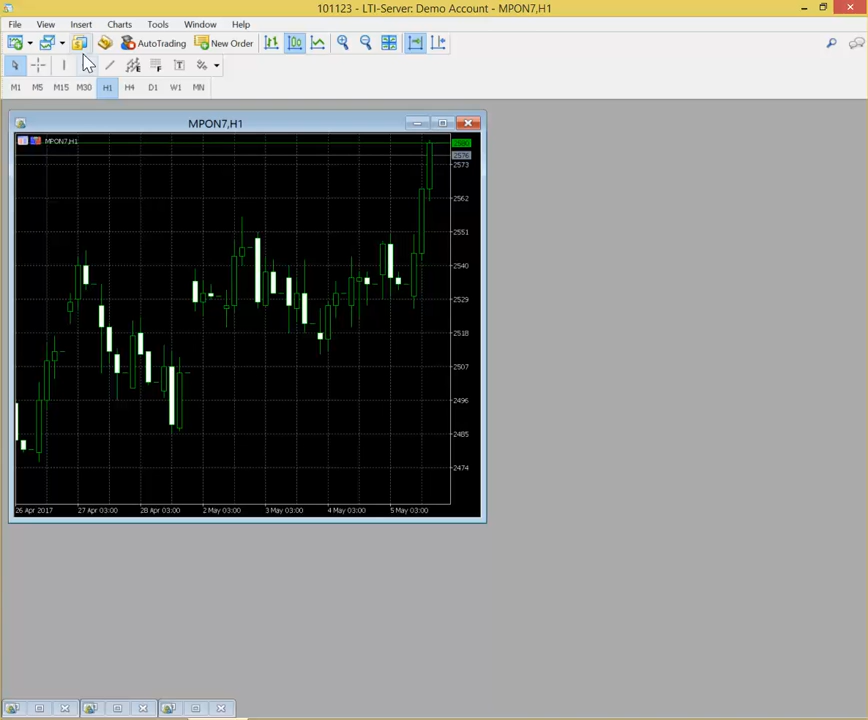 101123 - LTI-Server: Demo Account - MPON7,H1
File View Insert Charts Tools Window Help
AutoTrading New Order
M1 M5 M15 M30 H1 H4 D1 W1 MN
MPON7,H1
MPON7,H1
2576
2573
2562
2551
2540
2529
2518
2507
2496
2485
2474
26 Apr 2017 27 Apr 03:00 28 Apr 03:00 2 May 03:00 3 May 03:00 4 May 03:00 5 May 03:00